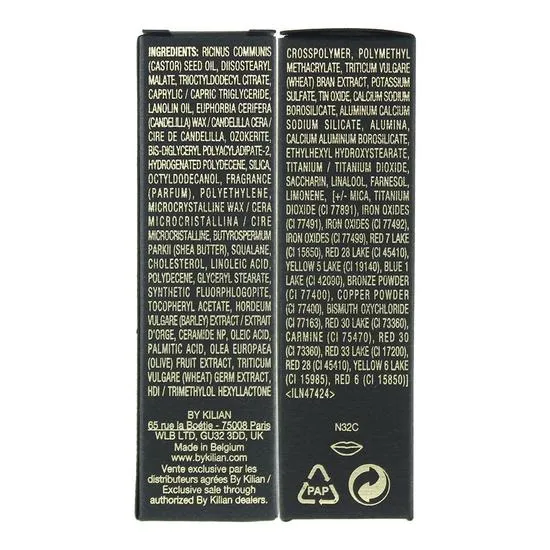 INGREDIENTS: RICINUS COMMUNIS
(CASTOR) SEED OIL, DIISOSTEARYL
MALATE, TRIOCTYLDODECYL CITRATE,
CAPRYLIC / CAPRIC TRIGLYCERIDE,
LANOLIN OIL, EUPHORBIA CERIFERA
(CANDELILLA) WAX / CANDELILLA CERA /
CIRE DE CANDELILLA, OZOKERITE,
BIS-DIGLYCERYL POLYACYLADIPATE-2,
HYDROGENATED POLYDECENE, SILICA,
OCTYLDODECANOL, FRAGRANCE
(PARFUM), POLYETHYLENE,
MICROCRYSTALLINE WAX / CERA
MICROCRISTALLINA / CIRE
MICROCRISTALLINE, BUTYROSPERMUM
PARKII (SHEA BUTTER), SQUALANE,
CHOLESTEROL, LINOLEIC ACID,
POLYDECENE, GLYCERYL STEARATE,
SYNTHETIC FLUORPHLOGOPITE,
TOCOPHERYL ACETATE, HORDEUM
VULGARE (BARLEY) EXTRACT / EXTRAIT
D'ORGE, CERAMIDE NP, OLEIC ACID,
PALMITIC ACID, OLEA EUROPAEA
(OLIVE) FRUIT EXTRACT, TRITICUM
VULGARE (WHEAT) GERM EXTRACT,
HDI / TRIMETHYLOL HEXYLLACTONE
BY KILIAN
65 rue la Boétie - 75008 Paris
WLB LTD, GU32 3DD, UK
Made in Belgium
www.bykilian.com
Vente exclusive par les
distributeurs agréés By Kilian /
Exclusive sale through
authorized By Kilian dealers.
CROSSPOLYMER, POLYMETHYL
METHACRYLATE, TRITICUM VULGARE
(WHEAT) BRAN EXTRACT, POTASSIUM
SULFATE, TIN OXIDE, CALCIUM SODIUM
BOROSILICATE, ALUMINUM CALCIUM
SODIUM SILICATE, ALUMINA,
CALCIUM ALUMINUM BOROSILICATE,
ETHYLHEXYL HYDROXYSTEARATE,
TITANIUM / TITANIUM DIOXIDE,
SACCHARIN, LINALOOL, FARNESOL,
LIMONENE, [+/- MICA, TITANIUM
DIOXIDE (CI 77891), IRON OXIDES
(CI 77491), IRON OXIDES (CI 77492),
IRON OXIDES (CI 77499), RED 7 LAKE
(CI 15850), RED 28 LAKE (CI 45410),
YELLOW 5 LAKE (CI 19140), BLUE 1
LAKE (CI 42090), BRONZE POWDER
(CI 77400), COPPER POWDER
(CI 77400), BISMUTH OXYCHLORIDE
(CI 77163), RED 30 LAKE (CI 73360),
CARMINE (CI 75470), RED 30
(CI 73360), RED 33 LAKE (CI 17200),
RED 28 (CI 45410), YELLOW 6 LAKE
(CI 15985), RED 6 (CI 15850)]
<ILN47424>
N32C
PAP